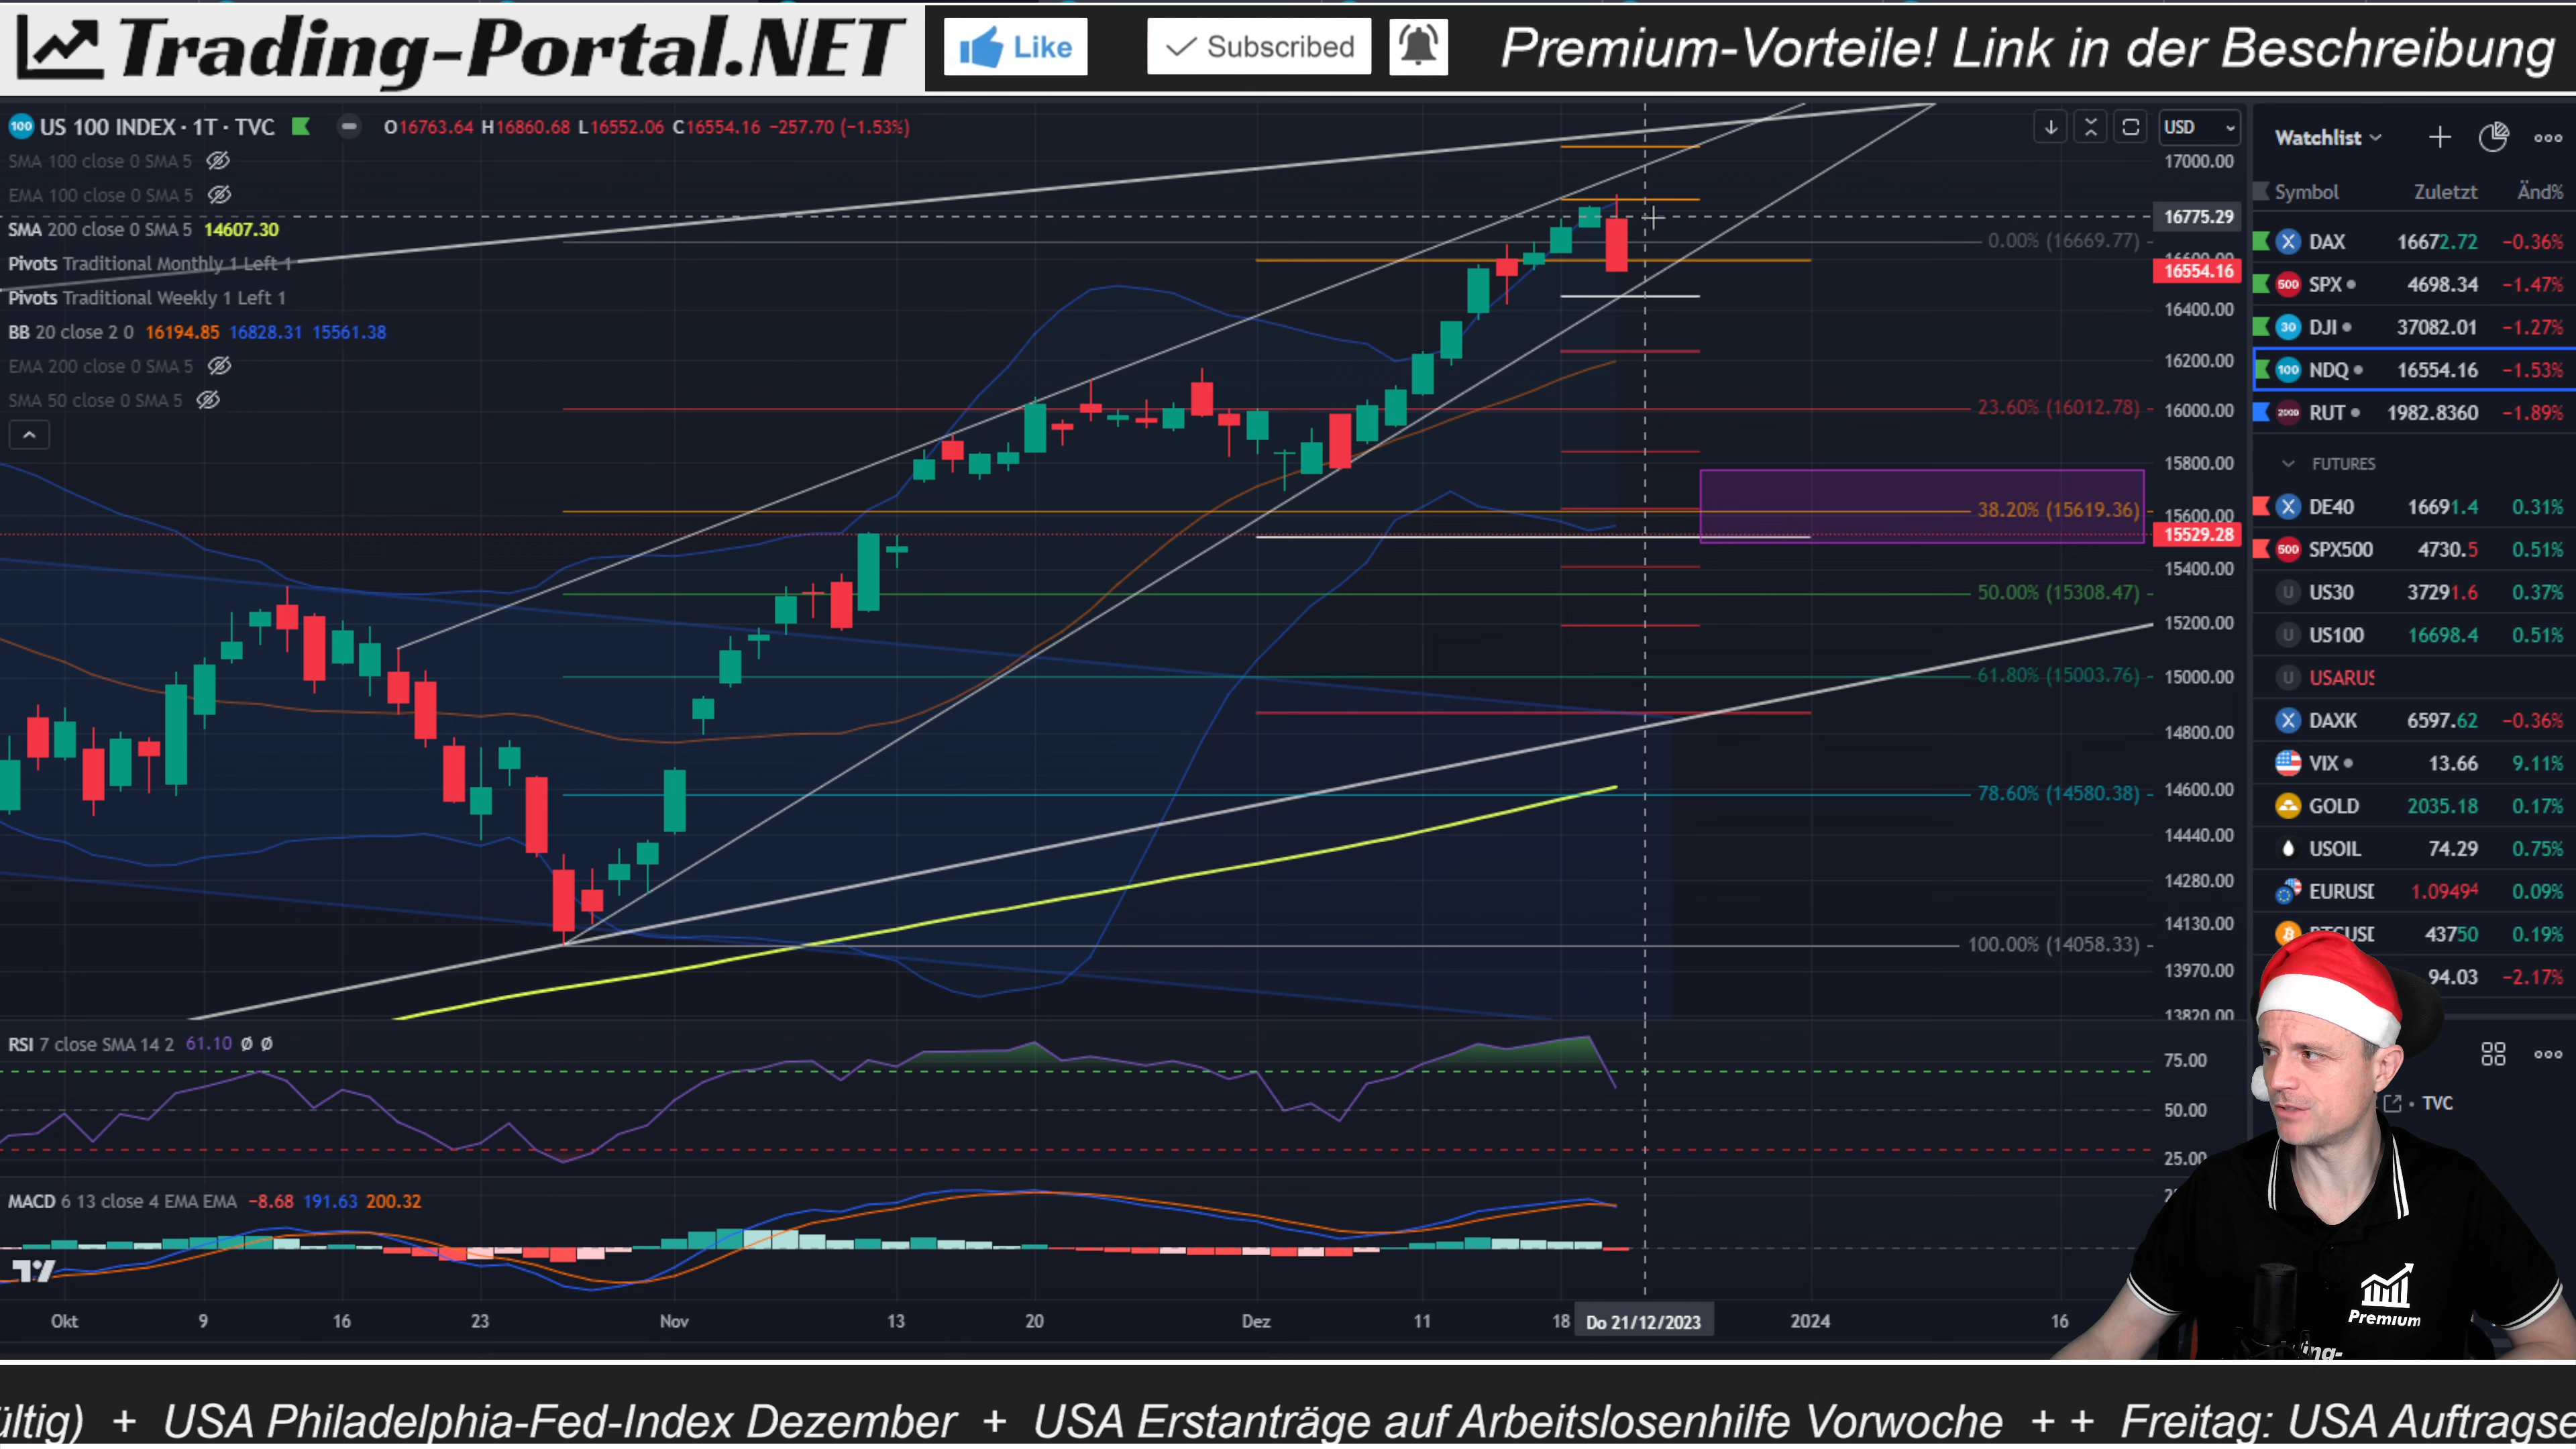 Trading-Portal.NET
Like
Subscribed
Premium-Vorteile! Link in der Beschreibung
100 US 100 INDEX · 1T · TVC O16763.64 H16860.68 L16552.06 C16554.16 −257.70 (−1.53%)
SMA 100 close 0 SMA 5
EMA 100 close 0 SMA 5
SMA 200 close 0 SMA 5 14607.30
Pivots Traditional Monthly 1 Left 1
Pivots Traditional Weekly 1 Left 1
BB 20 close 2 0 16194.85 16828.31 15561.38
EMA 200 close 0 SMA 5
SMA 50 close 0 SMA 5
USD
17000.00
16775.29
0.00% (16669.77)
16554.16
16400.00
16200.00
23.60% (16012.78)
16000.00
15800.00
38.20% (15619.36)
15600.00
15529.28
15400.00
50.00% (15308.47)
15200.00
61.80% (15003.76)
15000.00
14800.00
78.60% (14580.38)
14600.00
14440.00
14280.00
14130.00
100.00% (14058.33)
13970.00
13820.00
RSI 7 close SMA 14 2 61.10 Ø Ø
75.00
50.00
25.00
MACD 6 13 close 4 EMA EMA −8.68 191.63 200.32
Okt 9 16 23 Nov 13 20 Dez 11 18 Do 21/12/2023 2024 16
Watchlist
Symbol Zuletzt Änd%
DAX 16672.72 −0.36%
500 SPX 4698.34 −1.47%
30 DJI 37082.01 −1.27%
100 NDQ 16554.16 −1.53%
2000 RUT 1982.8360 −1.89%
FUTURES
DE40 16691.4 0.31%
500 SPX500 4730.5 0.51%
U US30 37291.6 0.37%
U US100 16698.4 0.51%
U USARUS
DAXK 6597.62 −0.36%
VIX 13.66 9.11%
GOLD 2035.18 0.17%
USOIL 74.29 0.75%
EURUSD 1.09494 0.09%
BTCUSD 43750 0.19%
94.03 −2.17%
TVC
Premium
ültig) + USA Philadelphia-Fed-Index Dezember + USA Erstanträge auf Arbeitslosenhilfe Vorwoche + + Freitag: USA Auftragse